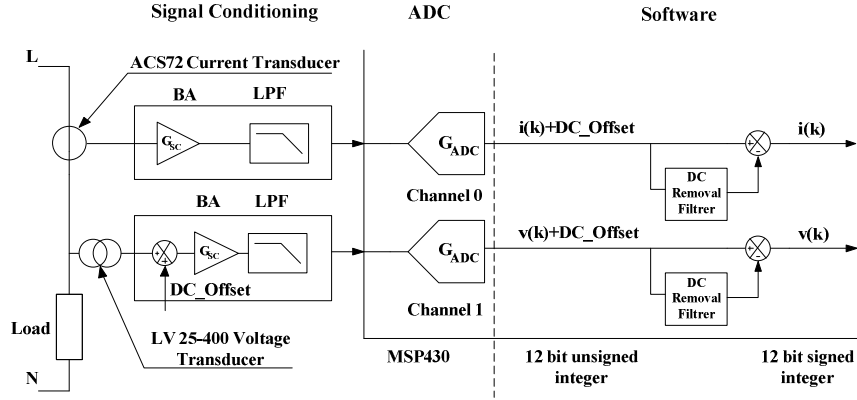 Signal Conditioning
ADC
Software
L
ACS72 Current Transducer
BA
LPF
G_SC
G_ADC
i(k)+DC_Offset
+
-
i(k)
DC
Removal
Filtrer
Channel 0
BA
LPF
+
+
G_SC
G_ADC
v(k)+DC_Offset
+
-
v(k)
DC
Removal
Filtrer
DC_Offset
Channel 1
Load
LV 25-400 Voltage
Transducer
N
MSP430
12 bit unsigned
integer
12 bit signed
integer